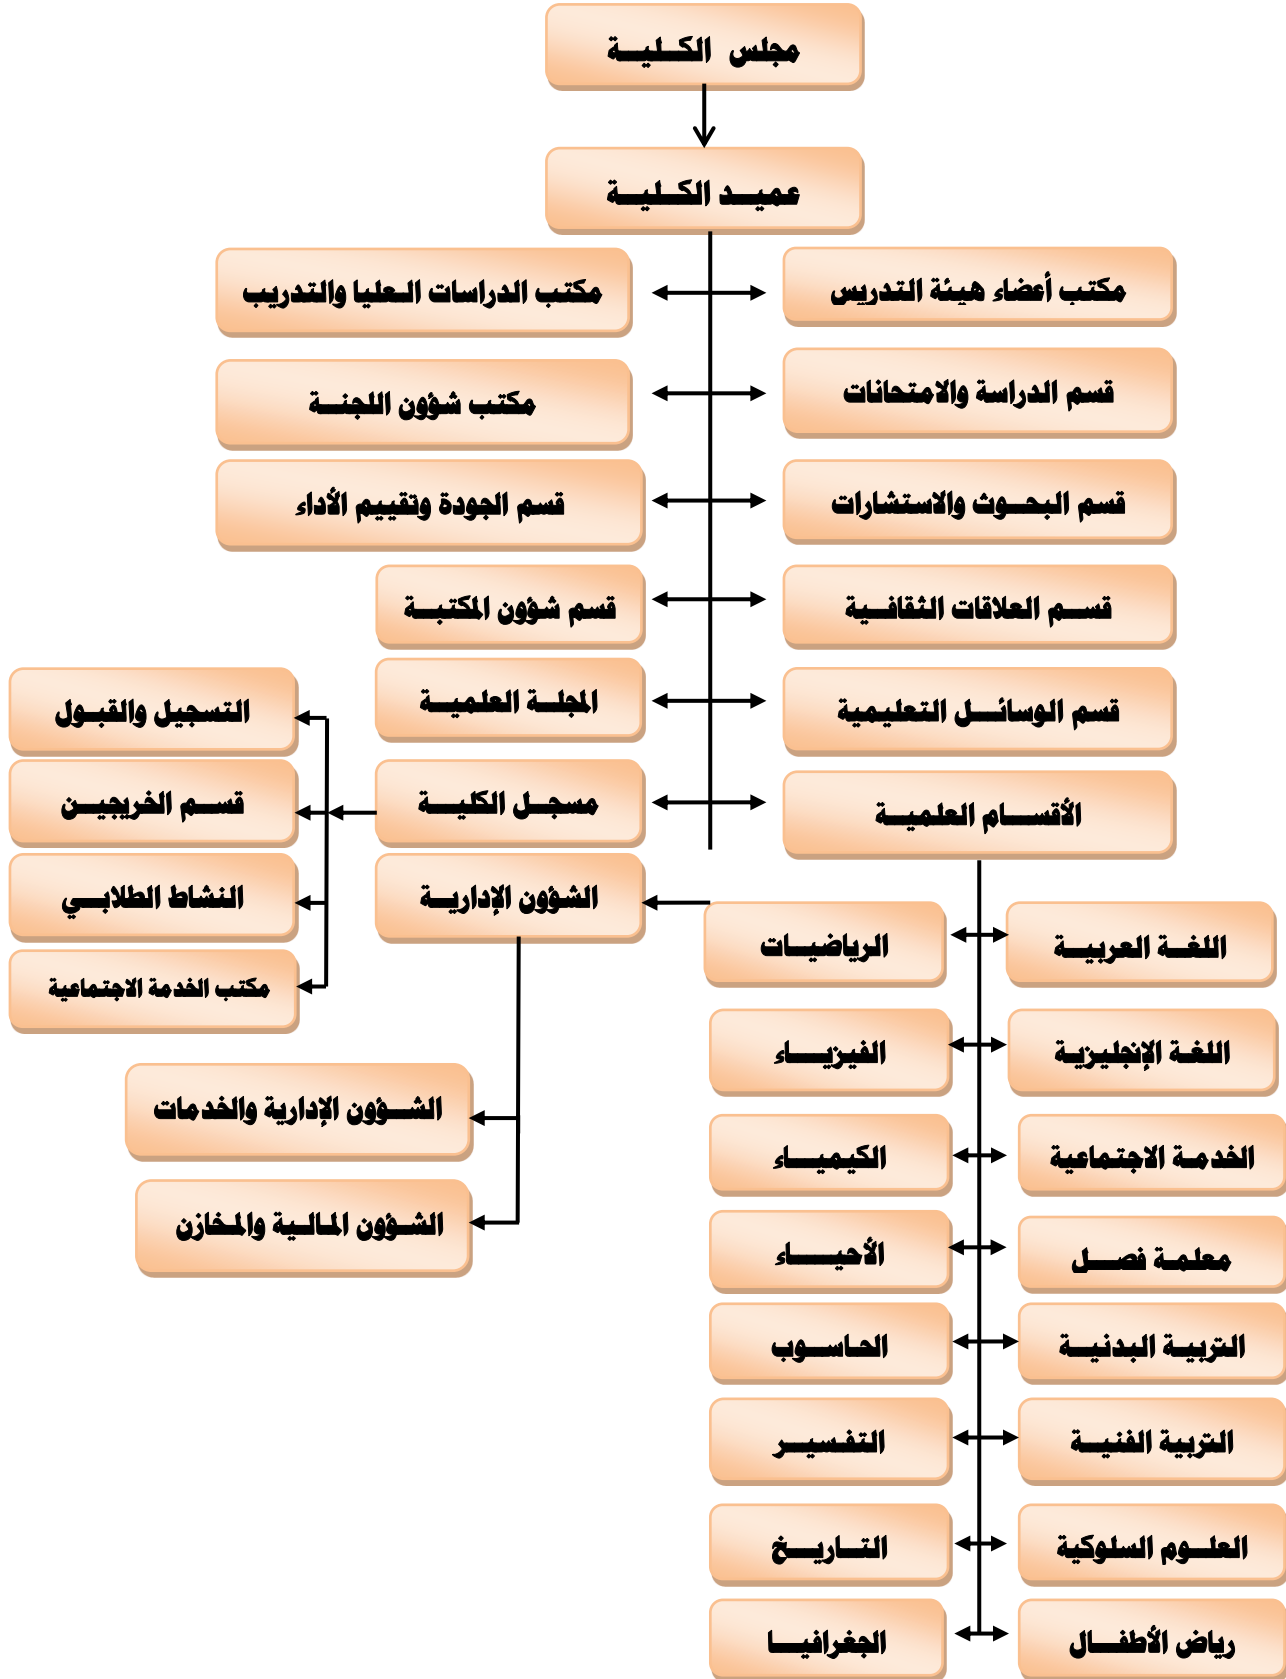 مجلس الكلية
عميد الكلية
مكتب أعضاء هيئة التدريس
مكتب الدراسات العليا والتدريب
قسم الدراسة والامتحانات
مكتب شؤون اللجنة
قسم البحوث والاستشارات
قسم الجودة وتقييم الأداء
قسم العلاقات الثقافية
قسم شؤون المكتبة
قسم الوسائل التعليمية
المجلة العلمية
التسجيل والقبول
الأقسام العلمية
مسجل الكلية
قسم الخريجين
الشؤون الإدارية
النشاط الطلابي
اللغة العربية
الرياضيات
مكتب الخدمة الاجتماعية
اللغة الإنجليزية
الفيزياء
الشؤون الإدارية والخدمات
الخدمة الاجتماعية
الكيمياء
الشؤون المالية والمخازن
معلمة فصل
الأحياء
التربية البدنية
الحاسوب
التربية الفنية
التفسير
العلوم السلوكية
التاريخ
رياض الأطفال
الجغرافيا